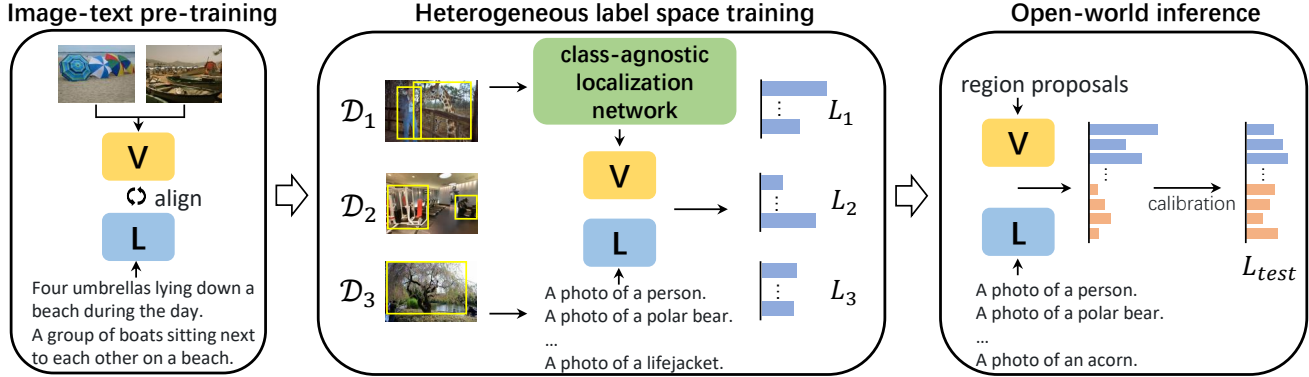 Image-text pre-training
V
align
L
Four umbrellas lying down a
beach during the day.
A group of boats sitting next
to each other on a beach.
Heterogeneous label space training
class-agnostic
localization
network
D₁
L₁
V
D₂
L₂
L
D₃
L₃
A photo of a person.
A photo of a polar bear.
...
A photo of a lifejacket.
Open-world inference
region proposals
V
calibration
L
L_test
A photo of a person.
A photo of a polar bear.
...
A photo of an acorn.